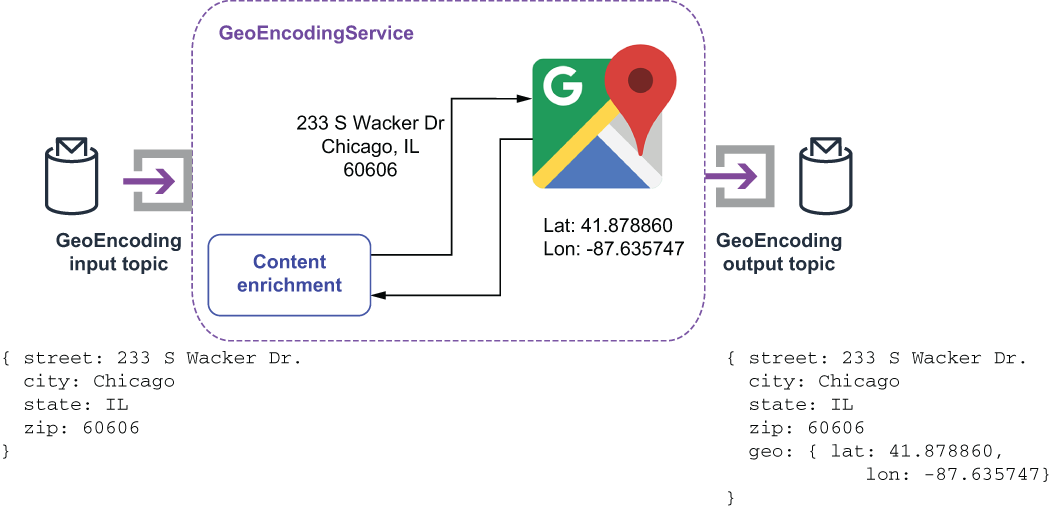 GeoEncodingService
G
233 S Wacker Dr
Chicago, IL
60606
Lat: 41.878860
Lon: -87.635747
GeoEncoding
input topic
Content
enrichment
GeoEncoding
output topic
{ street: 233 S Wacker Dr.
city: Chicago
state: IL
zip: 60606
}
{ street: 233 S Wacker Dr.
city: Chicago
state: IL
zip: 60606
geo: { lat: 41.878860,
lon: -87.635747}
}